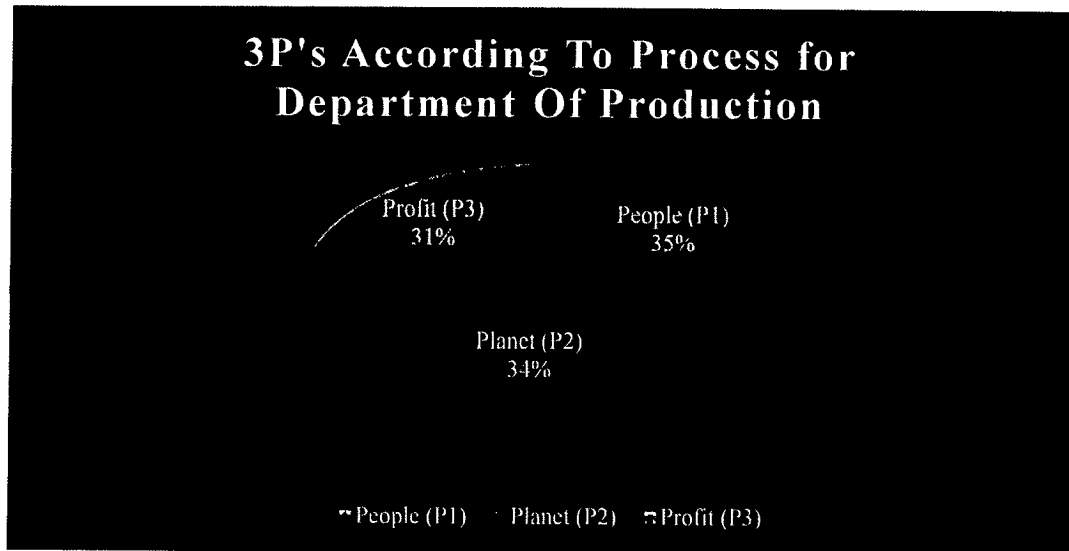 3P's According To Process for
Department Of Production
Profit (P3)
31%
People (P1)
35%
Planet (P2)
34%
People (P1) Planet (P2) Profit (P3)